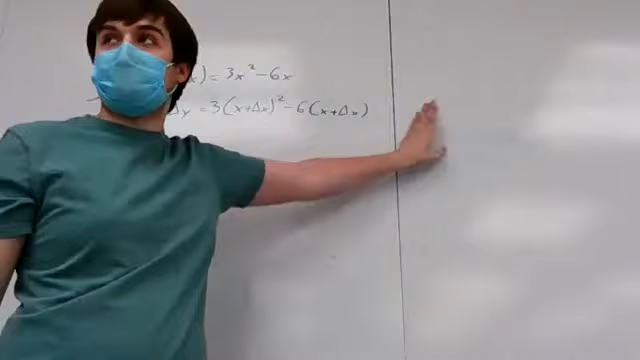 x) = 3x² - 6x
Δy = 3(x+Δx)² - 6(x+Δx)